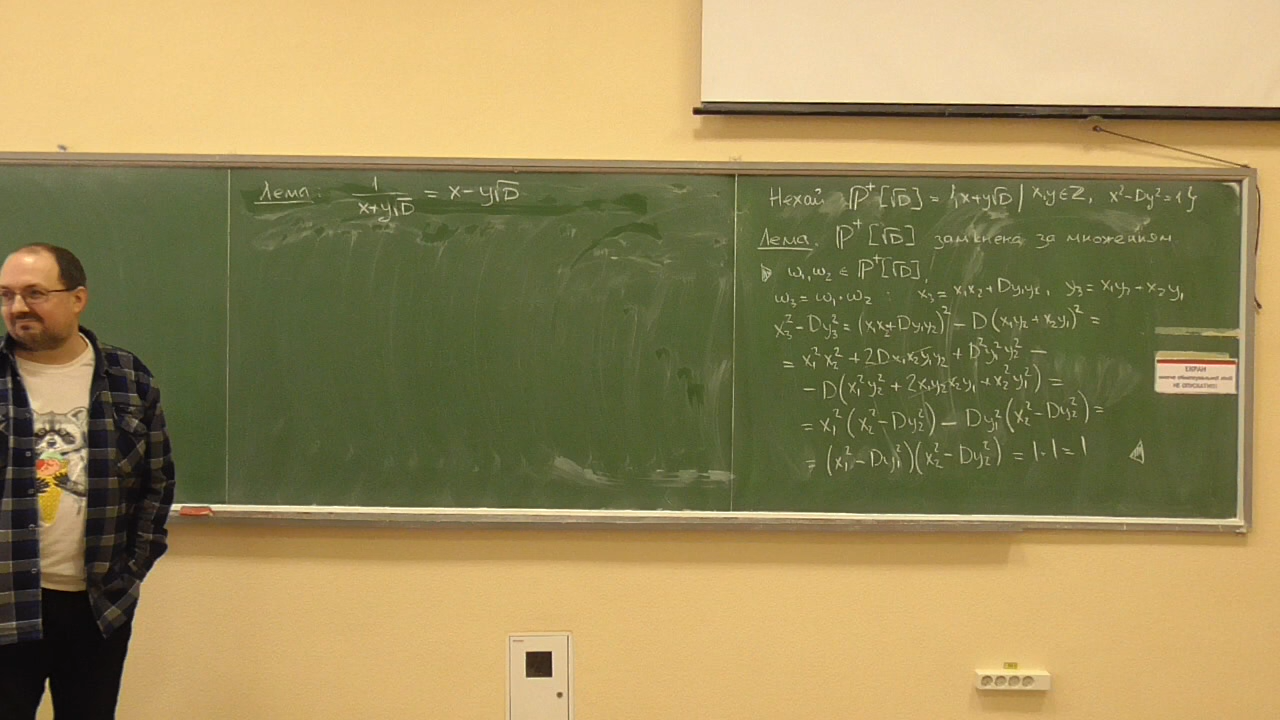 Лема: 1/(x+y√D) = x-y√D
Нехай ℙ⁺[√D] = {x+y√D | x,y ∈ ℤ, x²-Dy²=1}
Лема. ℙ⁺[√D] замкнена за множенням
▷ ω₁,ω₂ ∈ ℙ⁺[√D],
ω₃ = ω₁·ω₂ : x₃ = x₁x₂+Dy₁y₂, y₃ = x₁y₂+x₂y₁
x₃²-Dy₃² = (x₁x₂+Dy₁y₂)² - D(x₁y₂+x₂y₁)² =
= x₁²x₂² + 2Dx₁x₂y₁y₂ + D²y₁²y₂² -
- D(x₁²y₂² + 2x₁y₂x₂y₁ + x₂²y₁²) =
= x₁²(x₂²-Dy₂²) - Dy₁²(x₂²-Dy₂²) =
= (x₁²-Dy₁²)(x₂²-Dy₂²) = 1·1 = 1 ◁
ЕКРАН
НЕ ОПУСКАТИ!!!